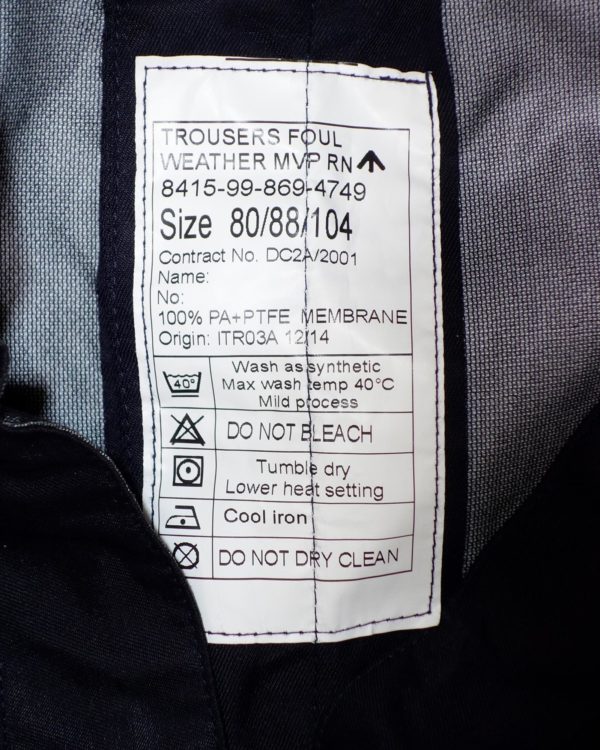 TROUSERS FOUL
WEATHER MVP RN
8415-99-869-4749
Size 80/88/104
Contract No. DC2A/2001
Name:
No:
100% PA+PTFE MEMBRANE
Origin: ITR03A 12/14
40°
Wash as synthetic
Max wash temp 40°C
Mild process
DO NOT BLEACH
Tumble dry
Lower heat setting
Cool iron
DO NOT DRY CLEAN